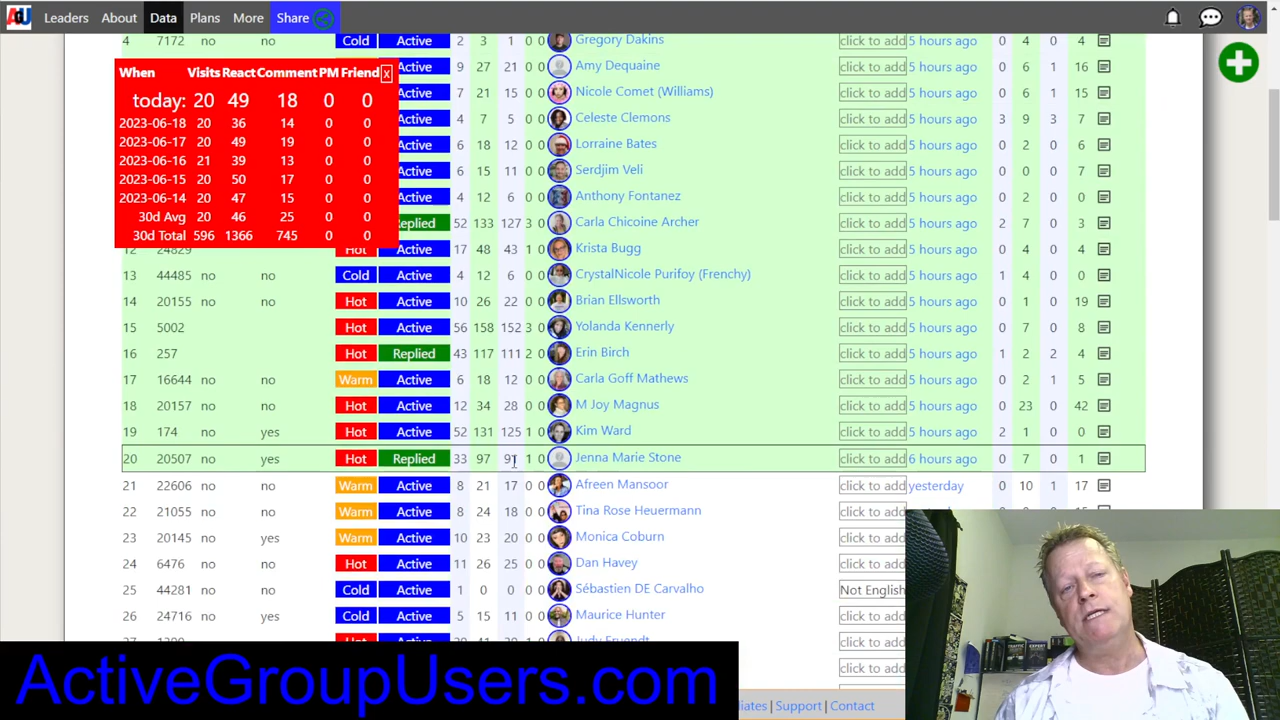 AGU Leaders About Data Plans More Share
4 7172 no no Cold Active 2 3 1 0 0 Gregory Dakins click to add 5 hours ago 0 4 0 4
Active 9 27 21 0 0 Amy Dequaine click to add 5 hours ago 0 6 1 16
Active 7 21 15 0 0 Nicole Comet (Williams) click to add 5 hours ago 0 6 1 15
Active 4 7 5 0 0 Celeste Clemons click to add 5 hours ago 3 9 3 7
Active 6 18 12 0 0 Lorraine Bates click to add 5 hours ago 0 2 0 6
Active 6 15 11 0 0 Serdjim Veli click to add 5 hours ago 0 7 0 0
Active 4 12 6 0 0 Anthony Fontanez click to add 5 hours ago 0 2 0 6
Replied 52 133 127 3 0 Carla Chicoine Archer click to add 5 hours ago 2 7 0 3
When Visits React Comment PM Friend X
today: 20 49 18 0 0
2023-06-18 20 36 14 0 0
2023-06-17 20 49 19 0 0
2023-06-16 21 39 13 0 0
2023-06-15 20 50 17 0 0
2023-06-14 20 47 15 0 0
30d Avg 20 46 25 0 0
30d Total 596 1366 745 0 0
12 24829 Hot Active 17 48 43 1 0 Krista Bugg click to add 5 hours ago 0 4 0 4
13 44485 no no Cold Active 4 12 6 0 0 CrystalNicole Purifoy (Frenchy) click to add 5 hours ago 1 4 0 0
14 20155 no no Hot Active 10 26 22 0 0 Brian Ellsworth click to add 5 hours ago 0 1 0 19
15 5002 Hot Active 56 158 152 3 0 Yolanda Kennerly click to add 5 hours ago 0 7 0 8
16 257 Hot Replied 43 117 111 2 0 Erin Birch click to add 5 hours ago 1 2 2 4
17 16644 no no Warm Active 6 18 12 0 0 Carla Goff Mathews click to add 5 hours ago 0 5 1 5
18 20157 no no Hot Active 12 34 28 0 0 M Joy Magnus click to add 5 hours ago 0 23 0 42
19 174 no yes Hot Active 52 131 125 1 0 Kim Ward click to add 5 hours ago 2 1 0 0
20 20507 no yes Hot Replied 33 97 91 1 0 Jenna Marie Stone click to add 6 hours ago 0 7 0 1
21 22606 no no Warm Active 8 21 17 0 0 Afreen Mansoor click to add yesterday 0 10 1 17
22 21055 no no Warm Active 8 24 18 0 0 Tina Rose Heuermann click to add
23 20145 no yes Warm Active 10 23 20 0 0 Monica Coburn click to add
24 6476 no no Hot Active 11 26 25 0 0 Dan Havey click to add
25 44281 no no Cold Active 1 0 0 0 0 Sébastien DE Carvalho Not English
26 24716 no yes Cold Active 5 15 11 0 0 Maurice Hunter click to add
click to add
ActiveGroupUsers.com
| Support | Contact